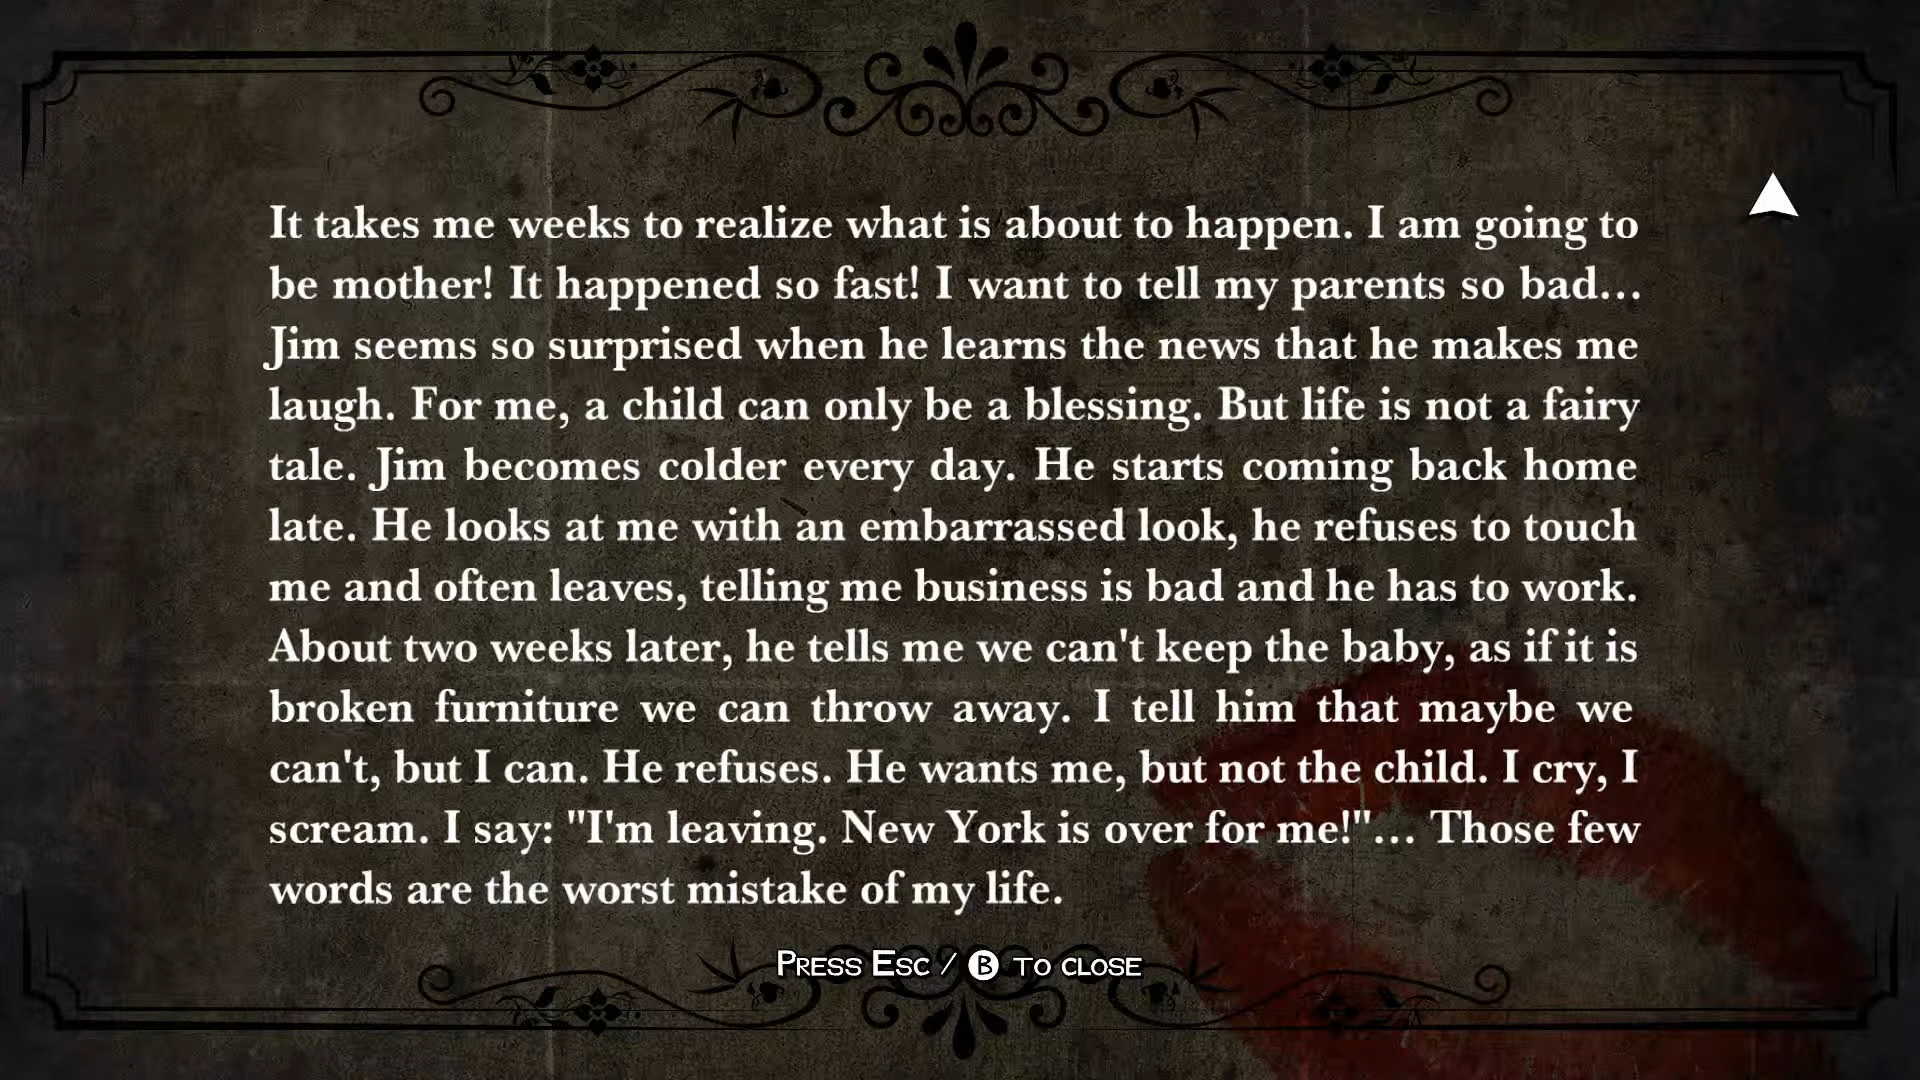 It takes me weeks to realize what is about to happen. I am going to
be mother! It happened so fast! I want to tell my parents so bad...
Jim seems so surprised when he learns the news that he makes me
laugh. For me, a child can only be a blessing. But life is not a fairy
tale. Jim becomes colder every day. He starts coming back home
late. He looks at me with an embarrassed look, he refuses to touch
me and often leaves, telling me business is bad and he has to work.
About two weeks later, he tells me we can't keep the baby, as if it is
broken furniture we can throw away. I tell him that maybe we
can't, but I can. He refuses. He wants me, but not the child. I cry, I
scream. I say: "I'm leaving. New York is over for me!"... Those few
words are the worst mistake of my life.
Press Esc / B to close